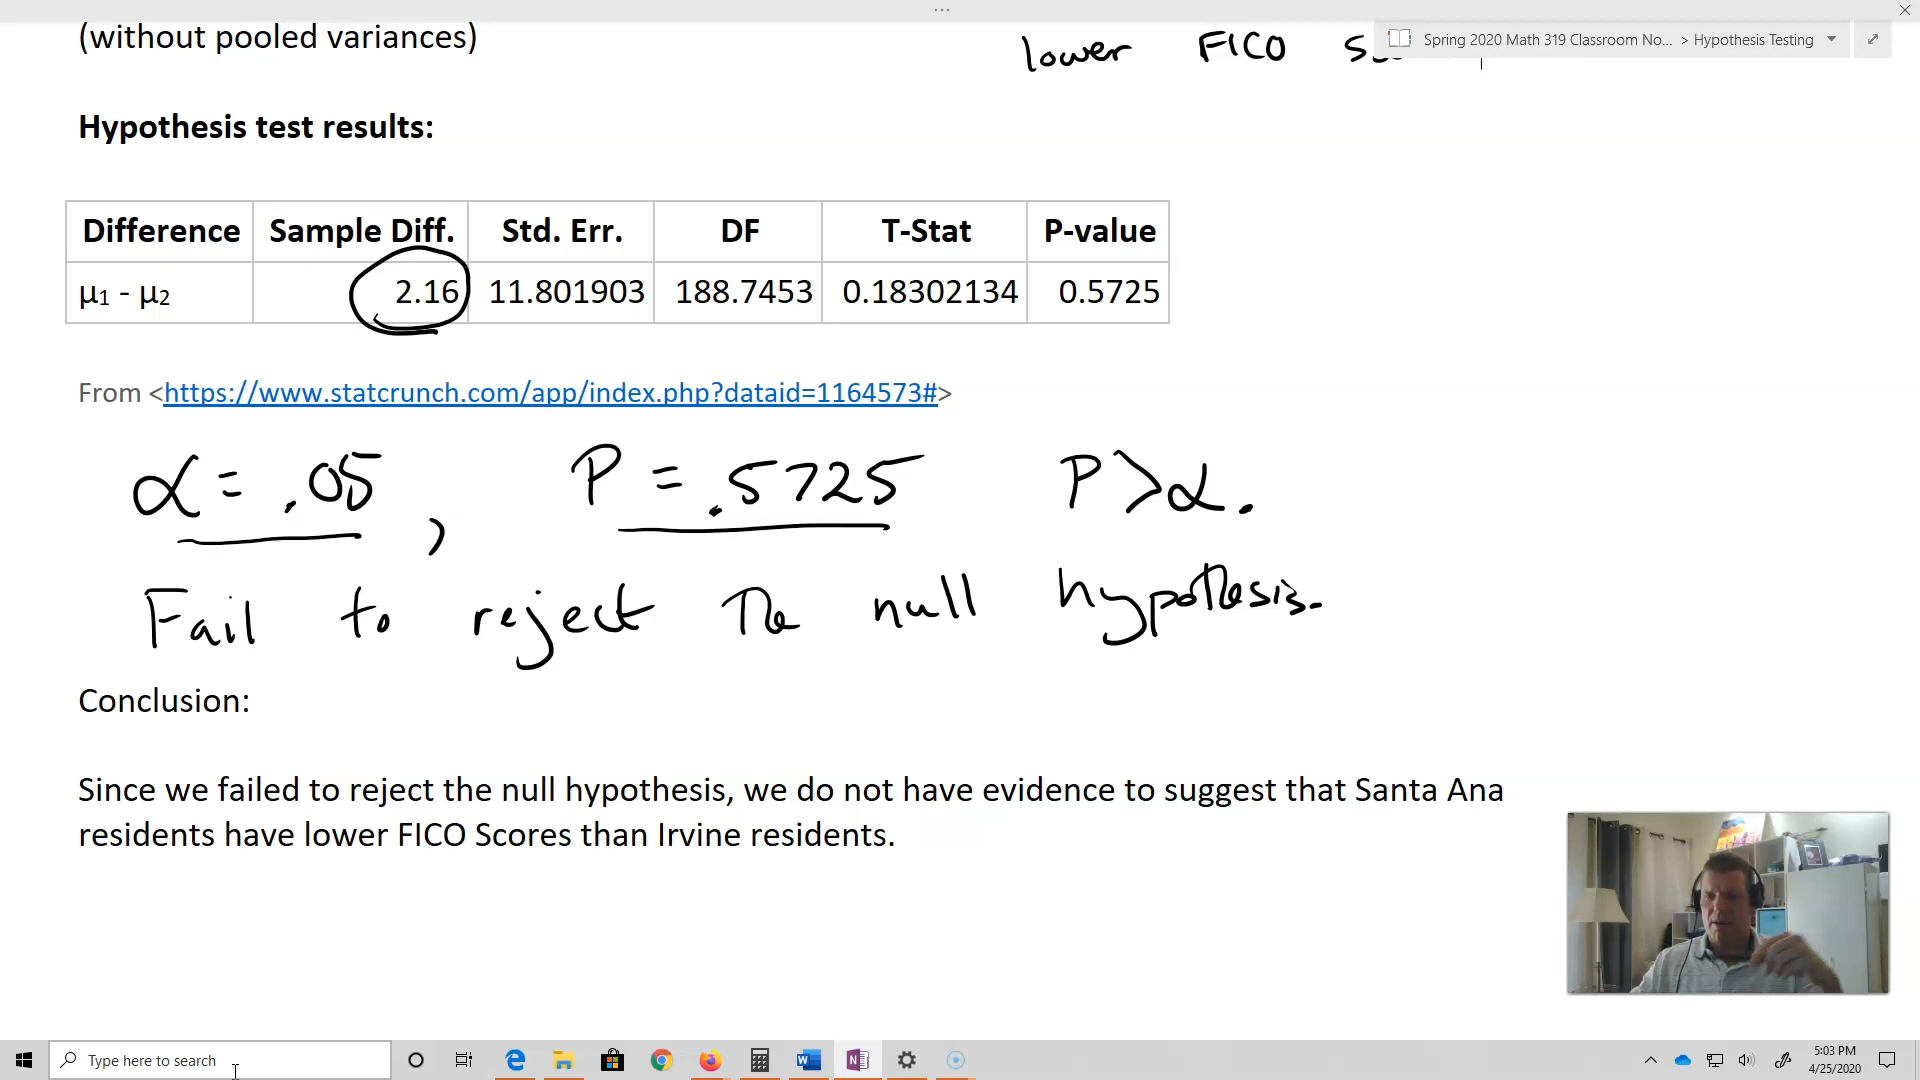 (without pooled variances)
lower FICO
Spring 2020 Math 319 Classroom No... > Hypothesis Testing
Hypothesis test results:
Difference Sample Diff. Std. Err. DF T-Stat P-value
μ₁ - μ₂ 2.16 11.801903 188.7453 0.18302134 0.5725
From <https://www.statcrunch.com/app/index.php?dataid=1164573#>
α = .05, P = .5725 P > α.
Fail to reject the null hypothesis.
Conclusion:
Since we failed to reject the null hypothesis, we do not have evidence to suggest that Santa Ana
residents have lower FICO Scores than Irvine residents.
Type here to search
5:03 PM
4/25/2020